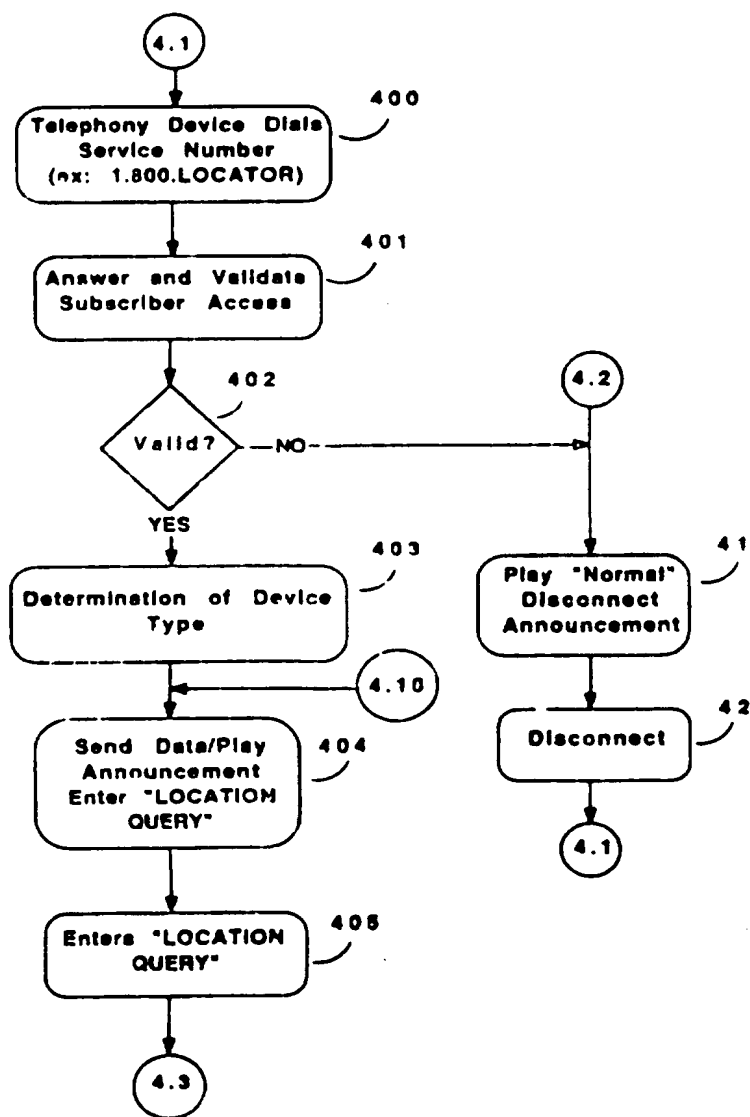 4.1
400
Telephony Device Dials
Service Number
(ex: 1.800.LOCATOR)
401
Answer and Validate
Subscriber Access
402
Valid?
NO
YES
4.2
403
Determination of Device
Type
41
Play "Normal"
Disconnect
Announcement
4.10
404
Send Data/Play
Announcement
Enter "LOCATION
QUERY"
42
Disconnect
4.1
405
Enters "LOCATION
QUERY"
4.3